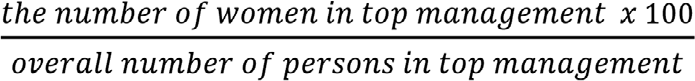 the number of women in top management x 100
overall number of persons in top management